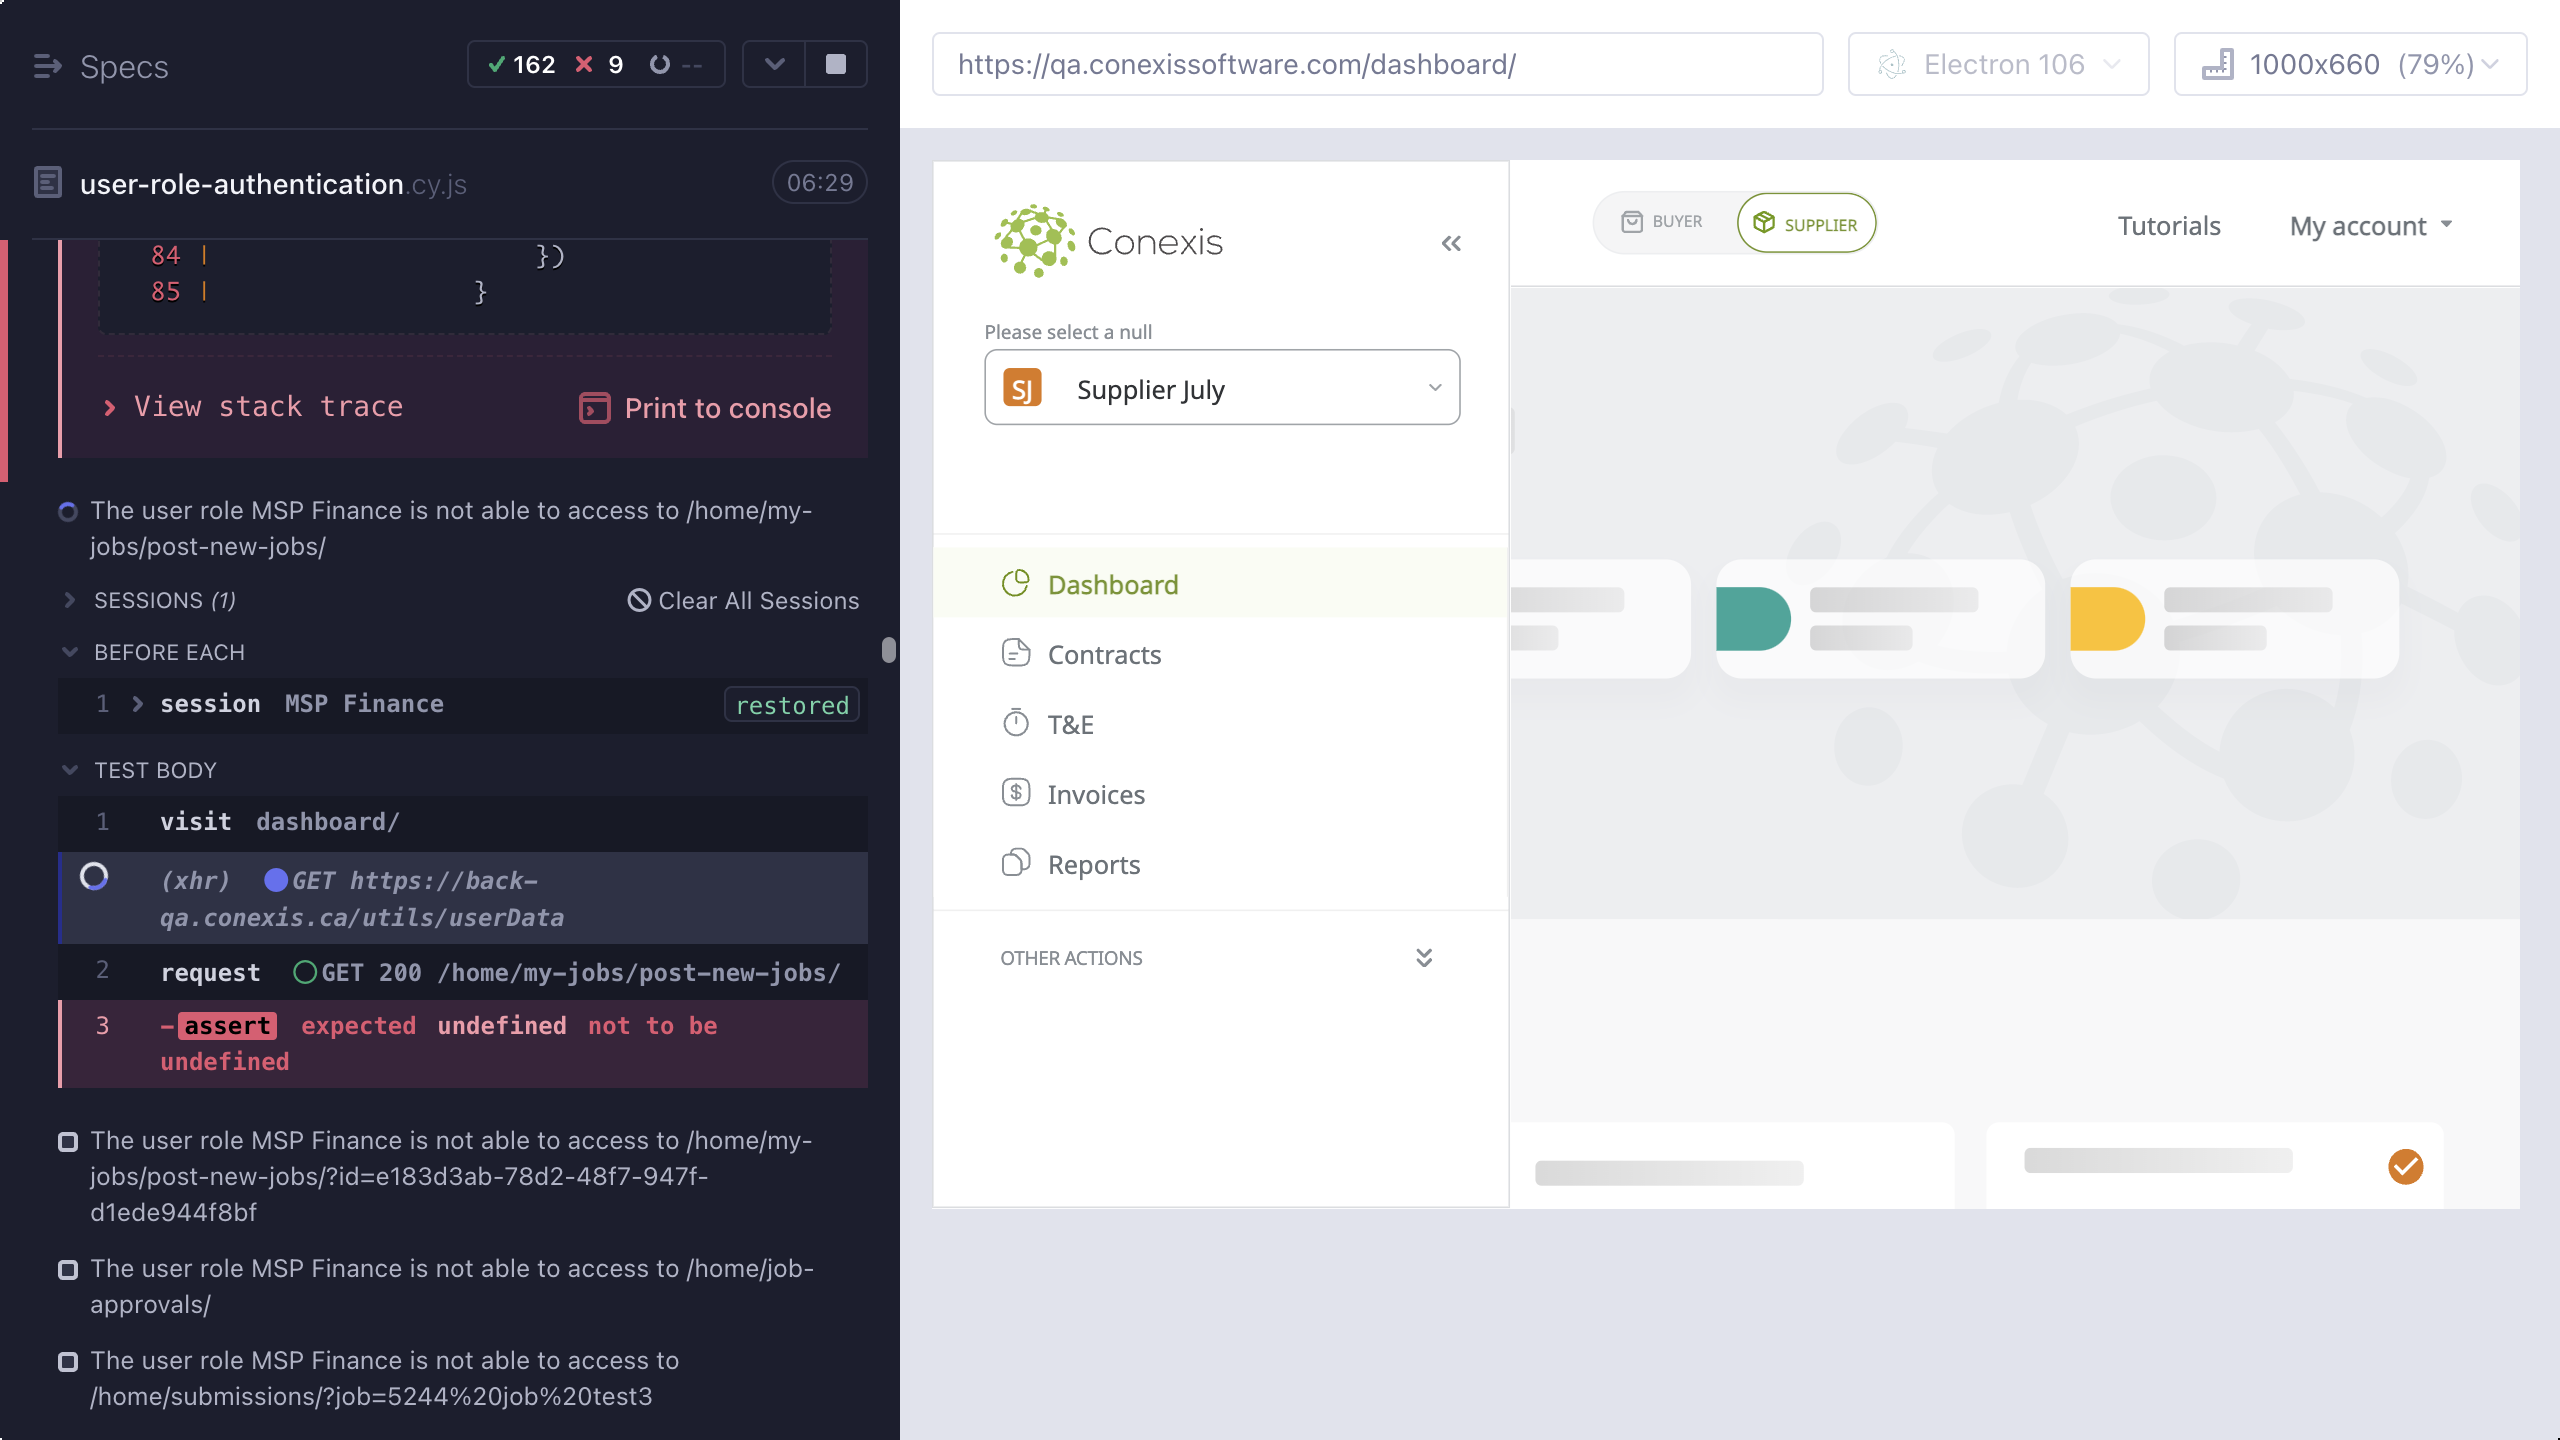 Specs
162 9 --
user-role-authentication.cy.js
06:29
84 | })
85 | }
View stack trace
Print to console
The user role MSP Finance is not able to access to /home/my-
jobs/post-new-jobs/
SESSIONS (1)
Clear All Sessions
BEFORE EACH
1 session MSP Finance restored
TEST BODY
1 visit dashboard/
(xhr) GET https://back-
qa.conexis.ca/utils/userData
2 request GET 200 /home/my-jobs/post-new-jobs/
3 -assert expected undefined not to be
undefined
The user role MSP Finance is not able to access to /home/my-
jobs/post-new-jobs/?id=e183d3ab-78d2-48f7-947f-
d1ede944f8bf
The user role MSP Finance is not able to access to /home/job-
approvals/
The user role MSP Finance is not able to access to
/home/submissions/?job=5244%20job%20test3
https://qa.conexissoftware.com/dashboard/
Electron 106
1000x660 (79%)
Conexis
BUYER
SUPPLIER
Tutorials
My account
Please select a null
SJ Supplier July
Dashboard
Contracts
T&E
Invoices
Reports
OTHER ACTIONS